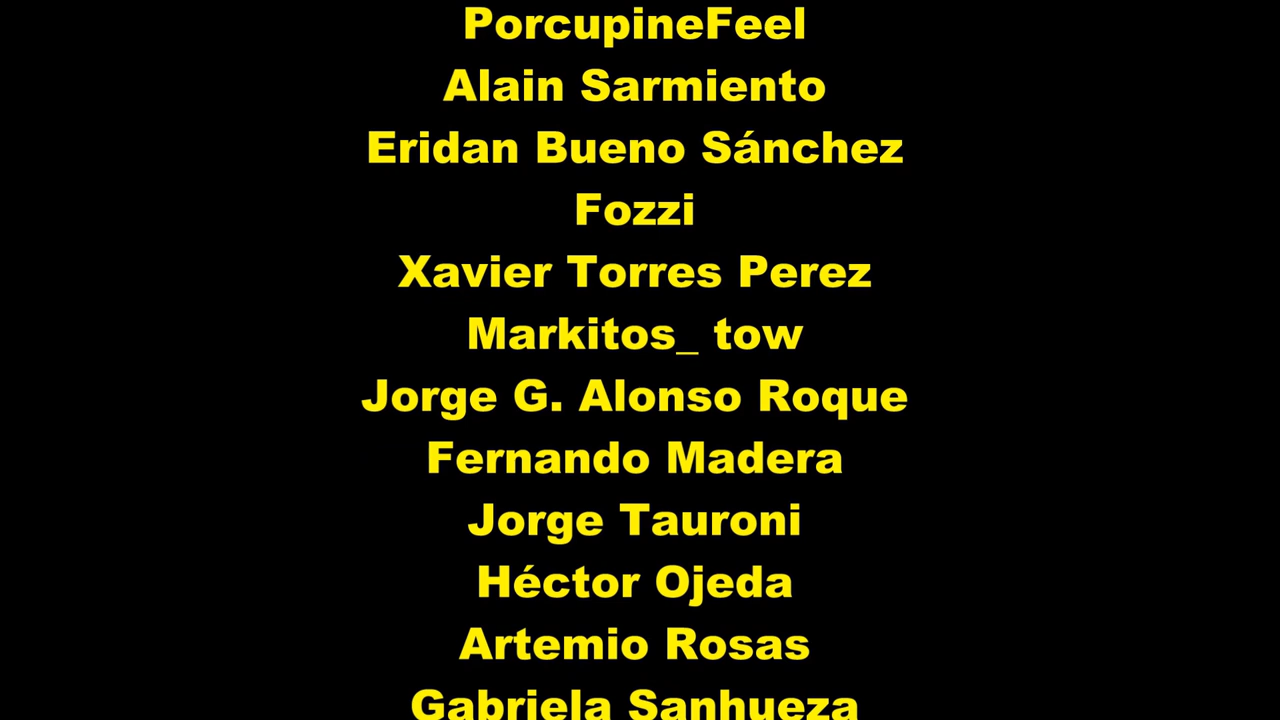 PorcupineFeel
Alain Sarmiento
Eridan Bueno Sánchez
Fozzi
Xavier Torres Perez
Markitos_ tow
Jorge G. Alonso Roque
Fernando Madera
Jorge Tauroni
Héctor Ojeda
Artemio Rosas
Gabriela Sanhueza